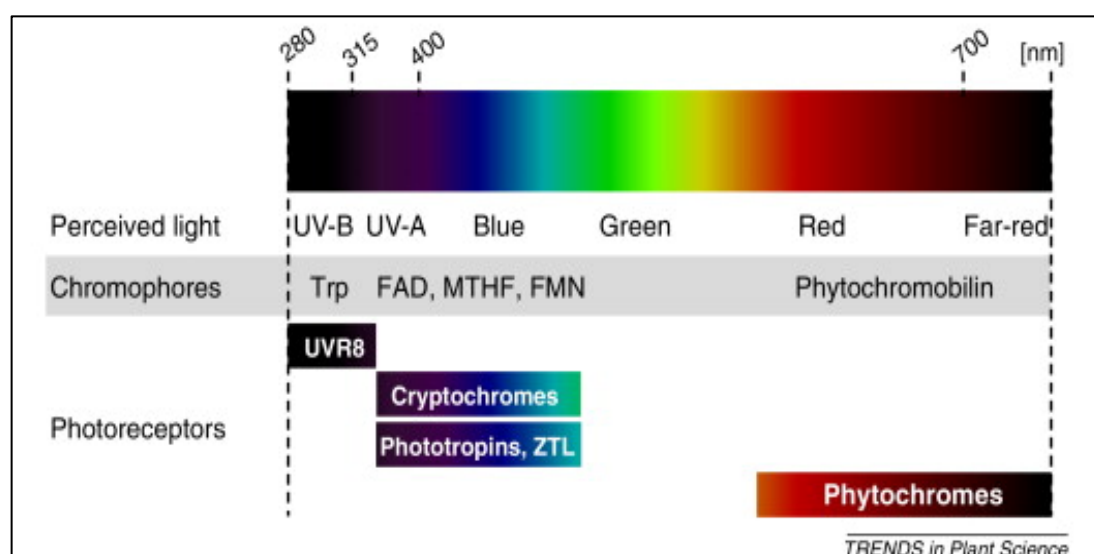 280 315 400 700 [nm]
Perceived light UV-B UV-A Blue Green Red Far-red
Chromophores Trp FAD, MTHF, FMN Phytochromobilin
UVR8
Cryptochromes
Photoreceptors Phototropins, ZTL
Phytochromes
TRENDS in Plant Science